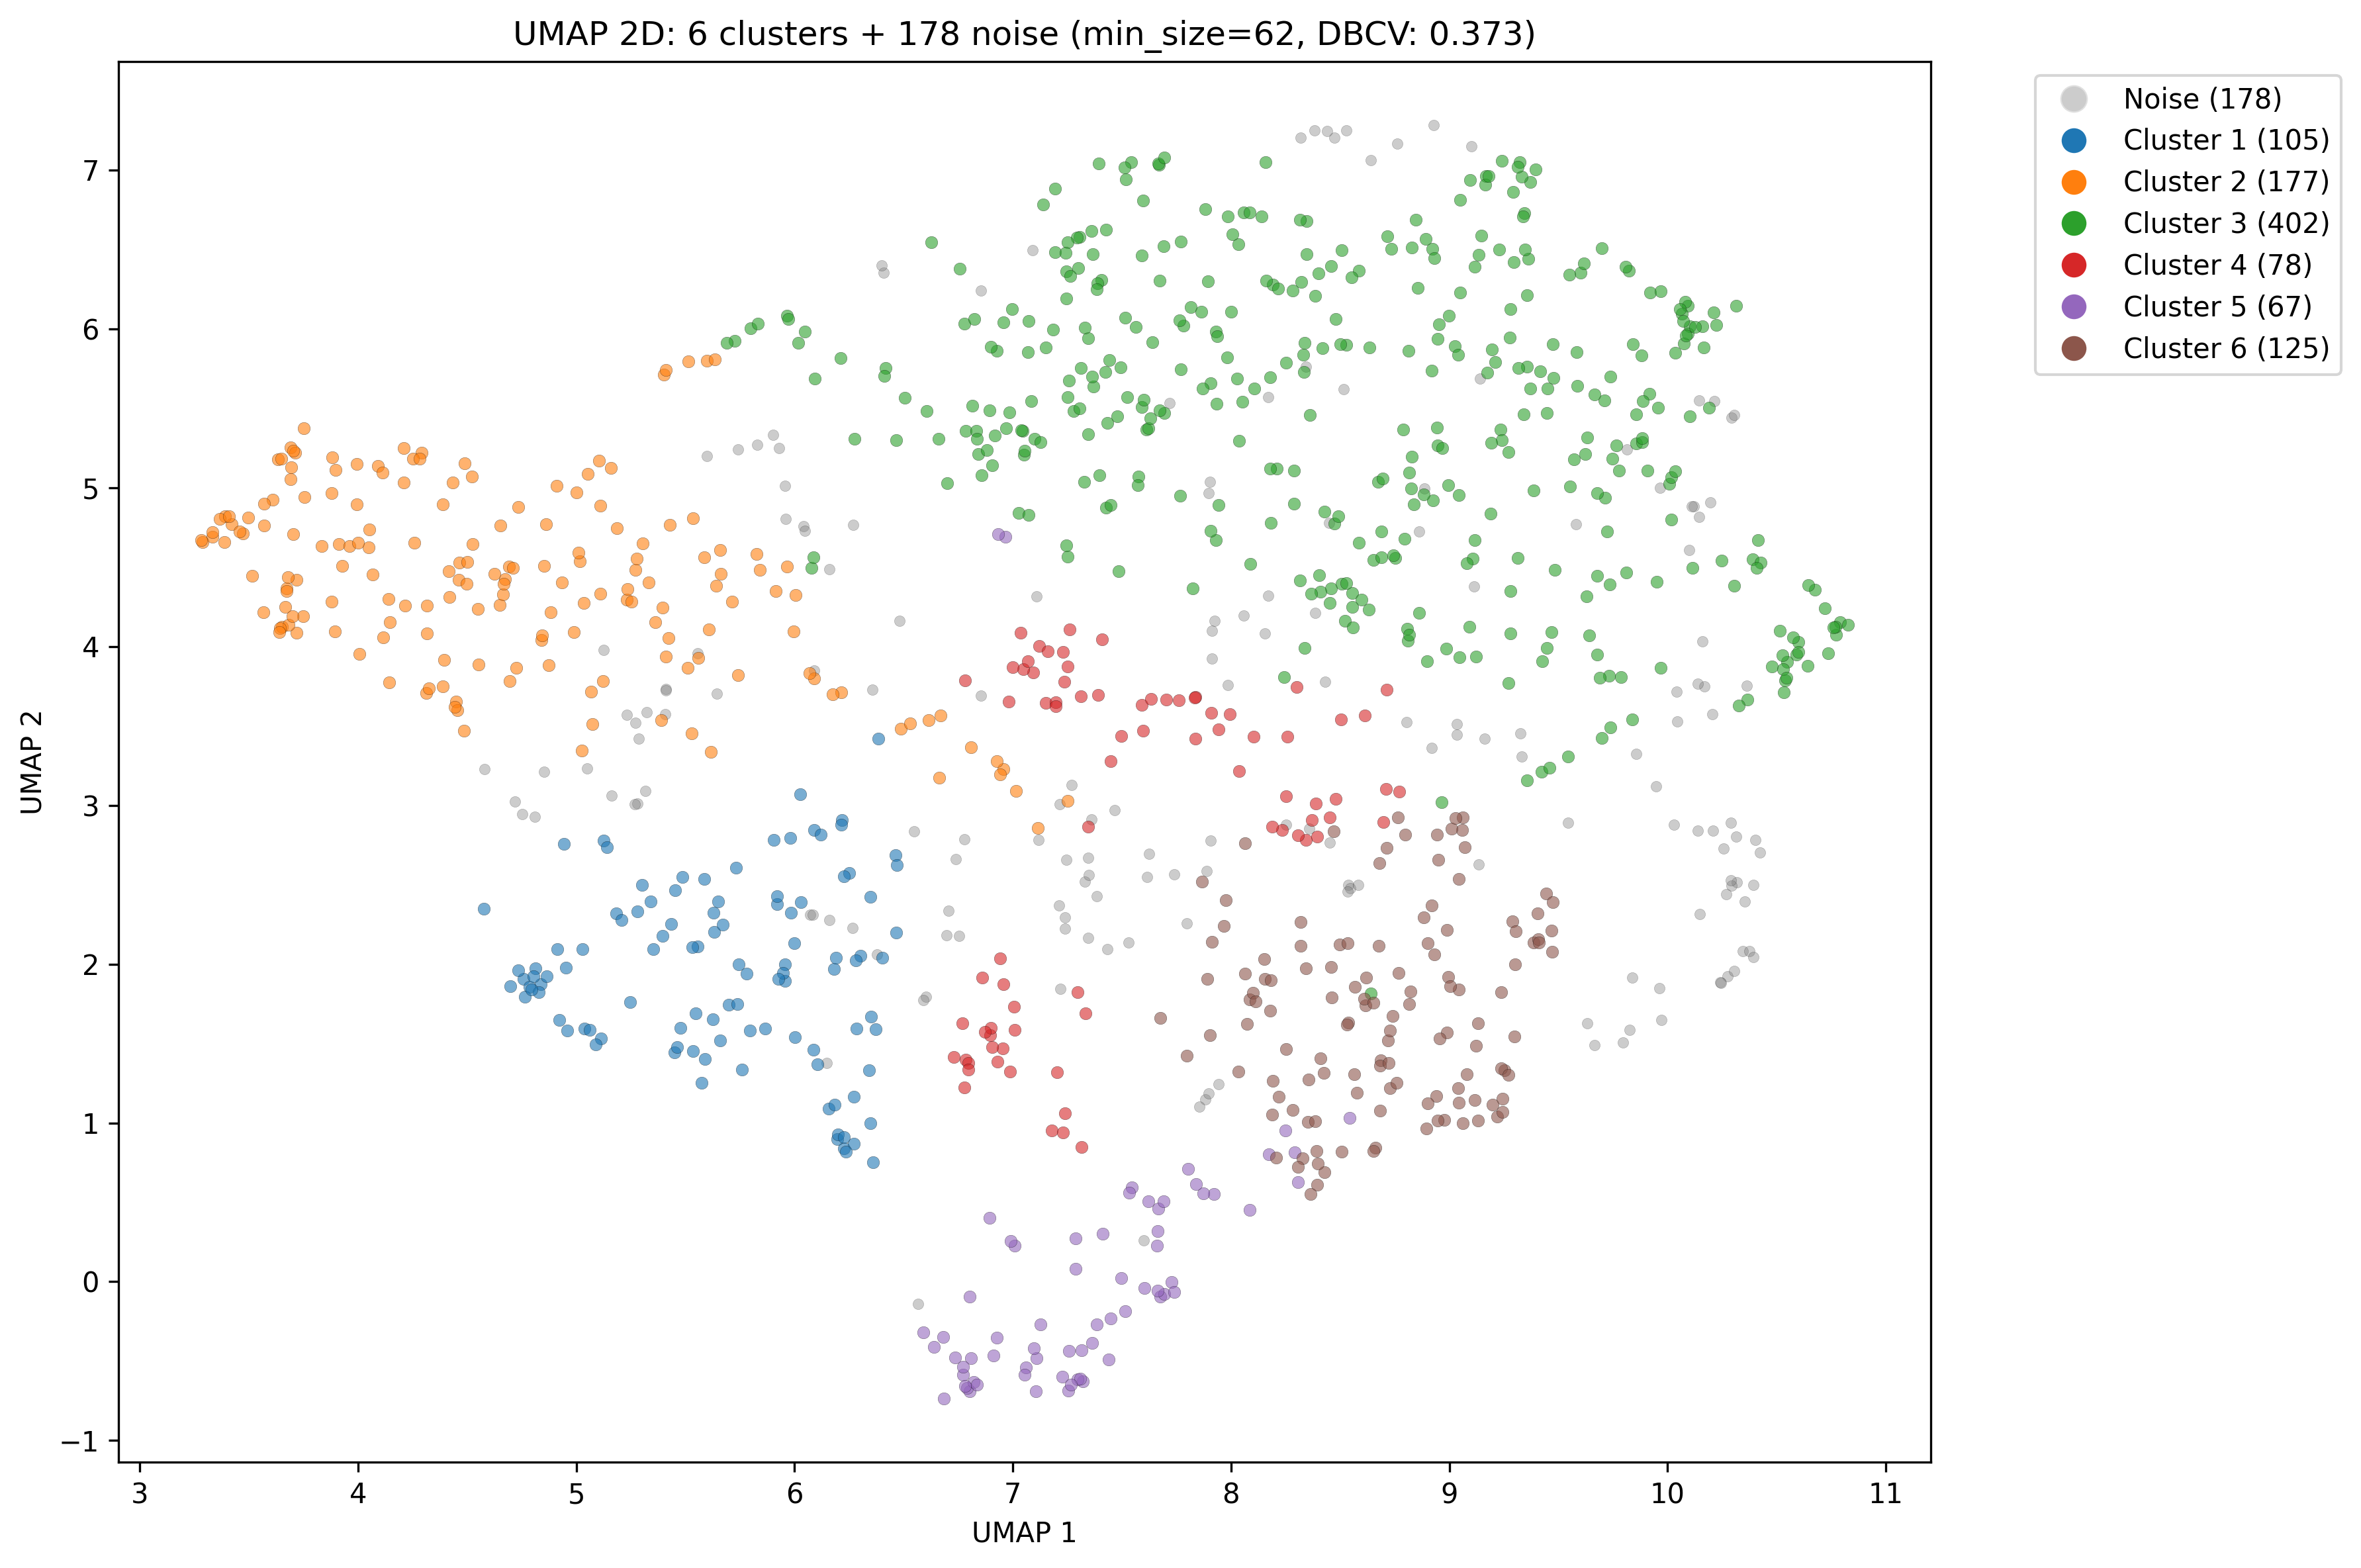 UMAP 2D: 6 clusters + 178 noise (min_size=62, DBCV: 0.373)
Noise (178)
Cluster 1 (105)
Cluster 2 (177)
Cluster 3 (402)
Cluster 4 (78)
Cluster 5 (67)
Cluster 6 (125)
UMAP 2
7
6
5
4
3
2
1
0
−1
3 4 5 6 7 8 9 10 11
UMAP 1